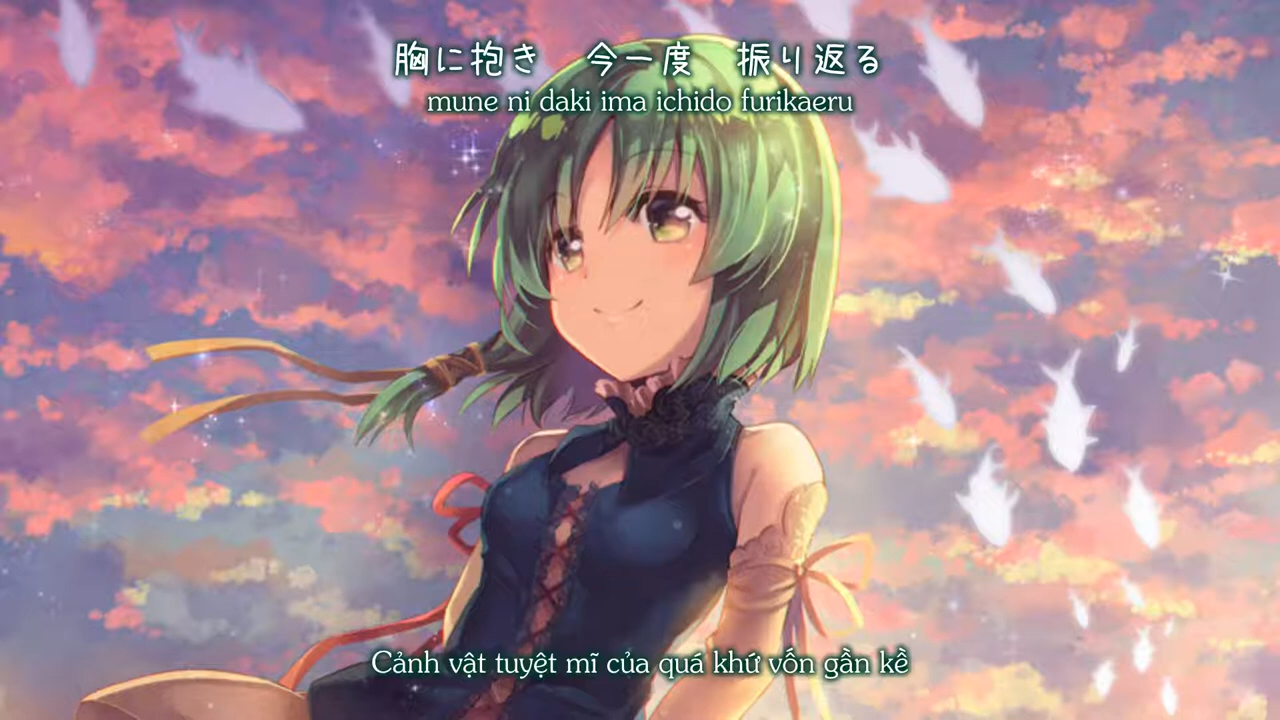 胸に抱き　今一度　振り返る
mune ni daki ima ichido furikaeru
Cảnh vật tuyệt mĩ của quá khứ vốn gần kề